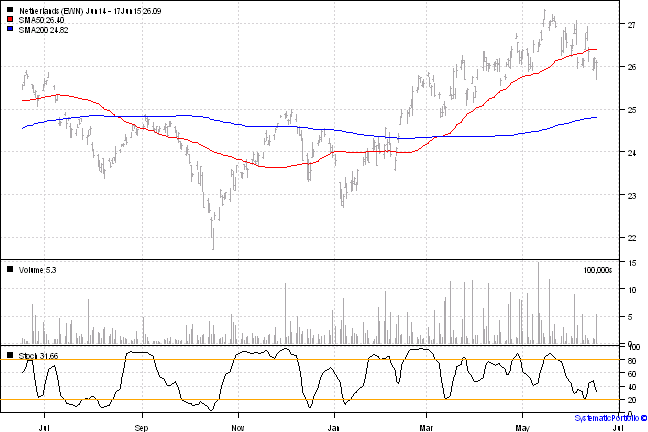 Netherlands (EWN) Jun 14 - 17 Jun 15 26.09
SMA50 26.40
SMA200 24.82
27
26
25
24
23
22
Volume 5.3
100,000s
15
10
5
0
Stoch 31.66
100
80
60
40
20
0
SystematicPortfolio ©
Jul Sep Nov Jan Mar May Jul